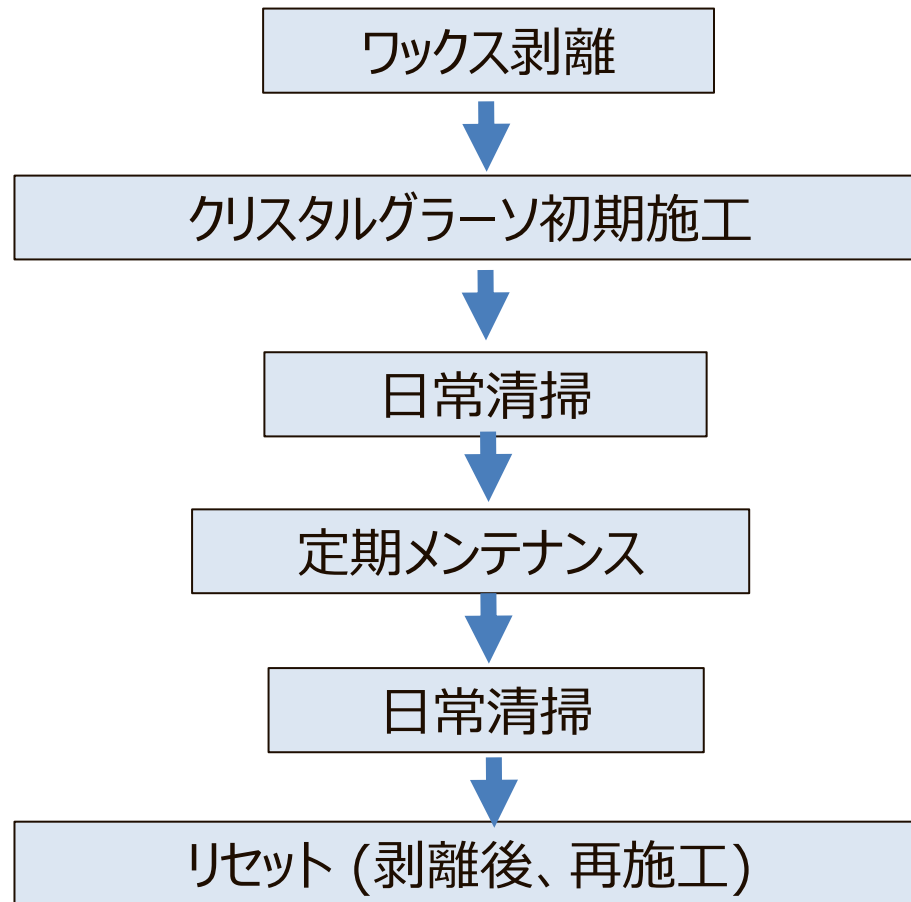 ワックス剥離
クリスタルグラーソ初期施工
日常清掃
定期メンテナンス
日常清掃
リセット (剥離後、再施工)